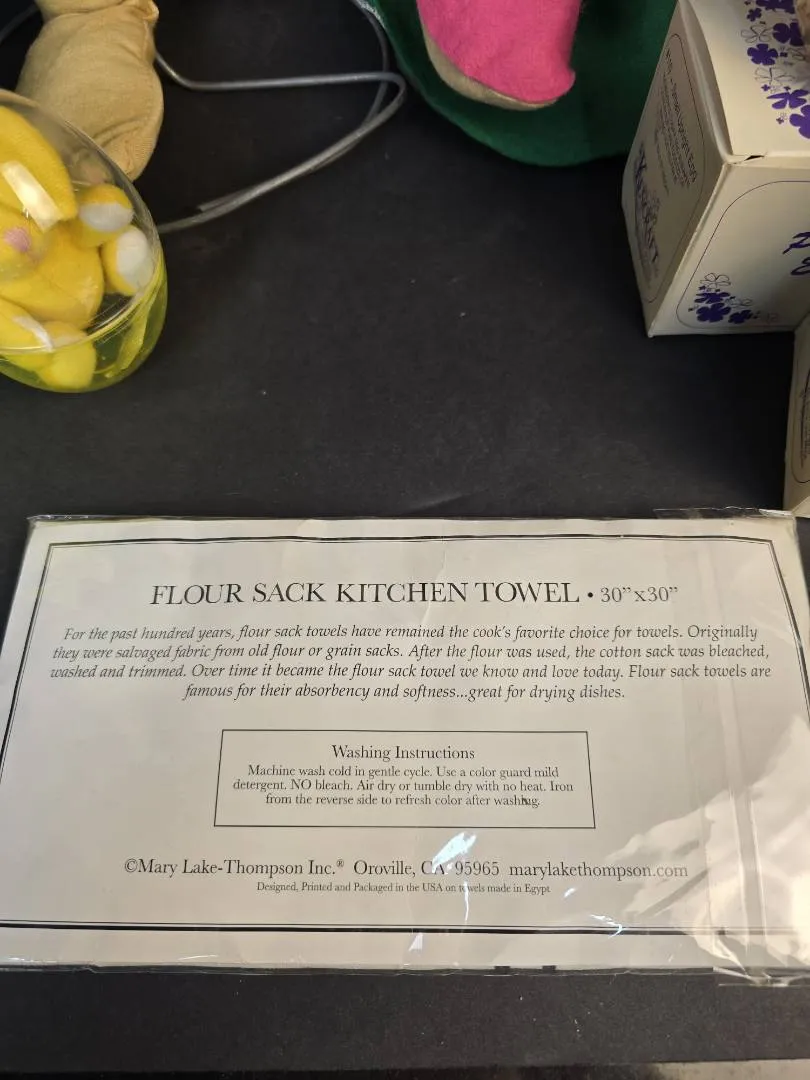 FLOUR SACK KITCHEN TOWEL • 30”x30”
For the past hundred years, flour sack towels have remained the cook's favorite choice for towels. Originally
they were salvaged fabric from old flour or grain sacks. After the flour was used, the cotton sack was bleached,
washed and trimmed. Over time it became the flour sack towel we know and love today. Flour sack towels are
famous for their absorbency and softness...great for drying dishes.
Washing Instructions
Machine wash cold in gentle cycle. Use a color guard mild
detergent. NO bleach. Air dry or tumble dry with no heat. Iron
from the reverse side to refresh color after washing.
©Mary Lake-Thompson Inc.® Oroville, CA 95965 marylakethompson.com
Designed, Printed and Packaged in the USA on towels made in Egypt